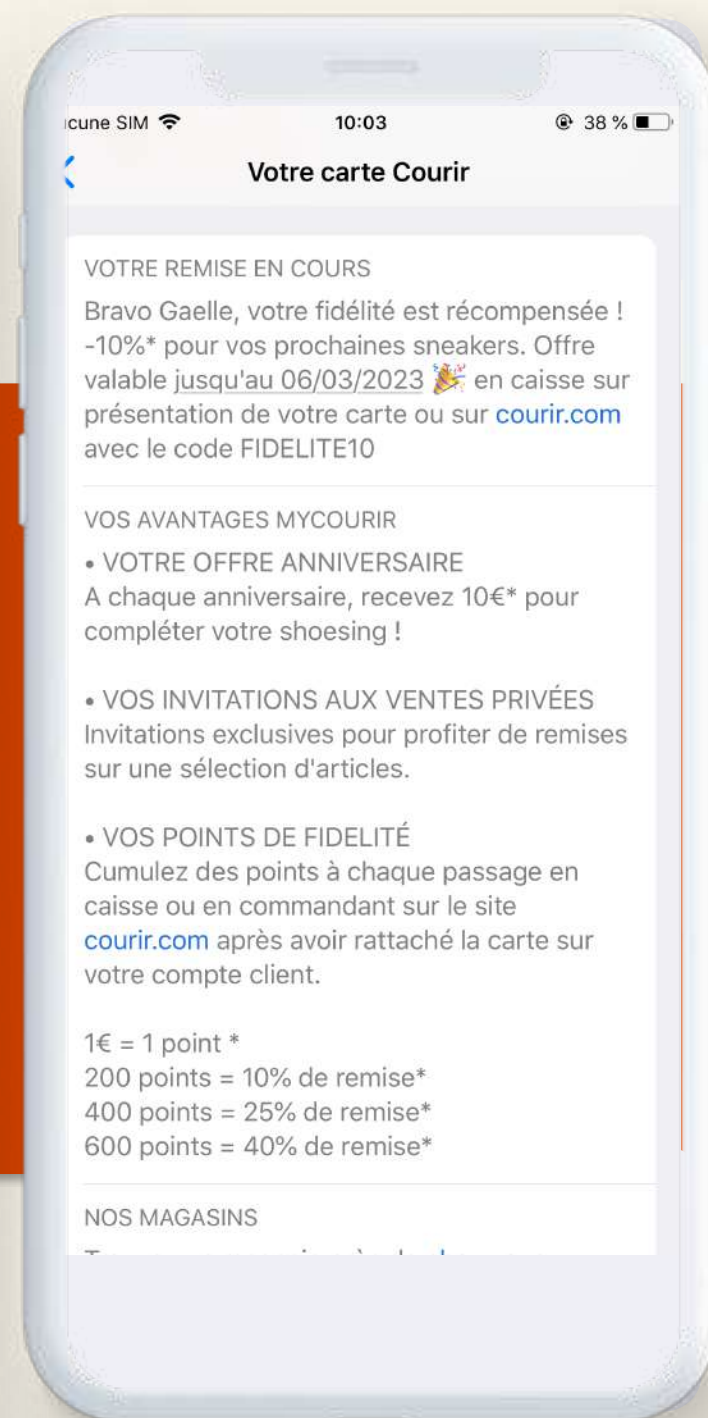 cune SIM 10:03 38 %
Votre carte Courir
VOTRE REMISE EN COURS
Bravo Gaelle, votre fidélité est récompensée !
-10%* pour vos prochaines sneakers. Offre
valable jusqu'au 06/03/2023 🎉 en caisse sur
présentation de votre carte ou sur courir.com
avec le code FIDELITE10
VOS AVANTAGES MYCOURIR
• VOTRE OFFRE ANNIVERSAIRE
A chaque anniversaire, recevez 10€* pour
compléter votre shoesing !
• VOS INVITATIONS AUX VENTES PRIVÉES
Invitations exclusives pour profiter de remises
sur une sélection d'articles.
• VOS POINTS DE FIDELITÉ
Cumulez des points à chaque passage en
caisse ou en commandant sur le site
courir.com après avoir rattaché la carte sur
votre compte client.
1€ = 1 point *
200 points = 10% de remise*
400 points = 25% de remise*
600 points = 40% de remise*
NOS MAGASINS